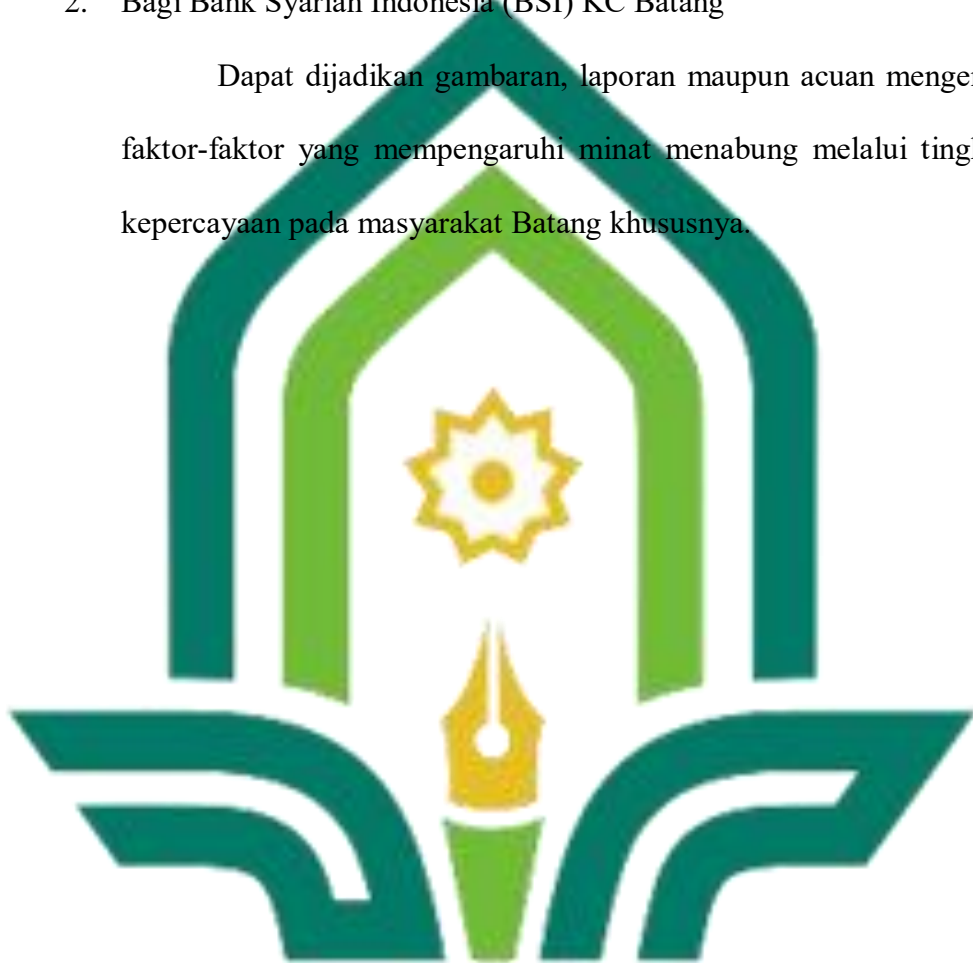 2. Bagi Bank Syariah Indonesia (BSI) KC Batang
Dapat dijadikan gambaran, laporan maupun acuan
faktor-faktor yang mempengaruhi minat menabung melalui
kepercayaan pada masyarakat Batang khususnya.